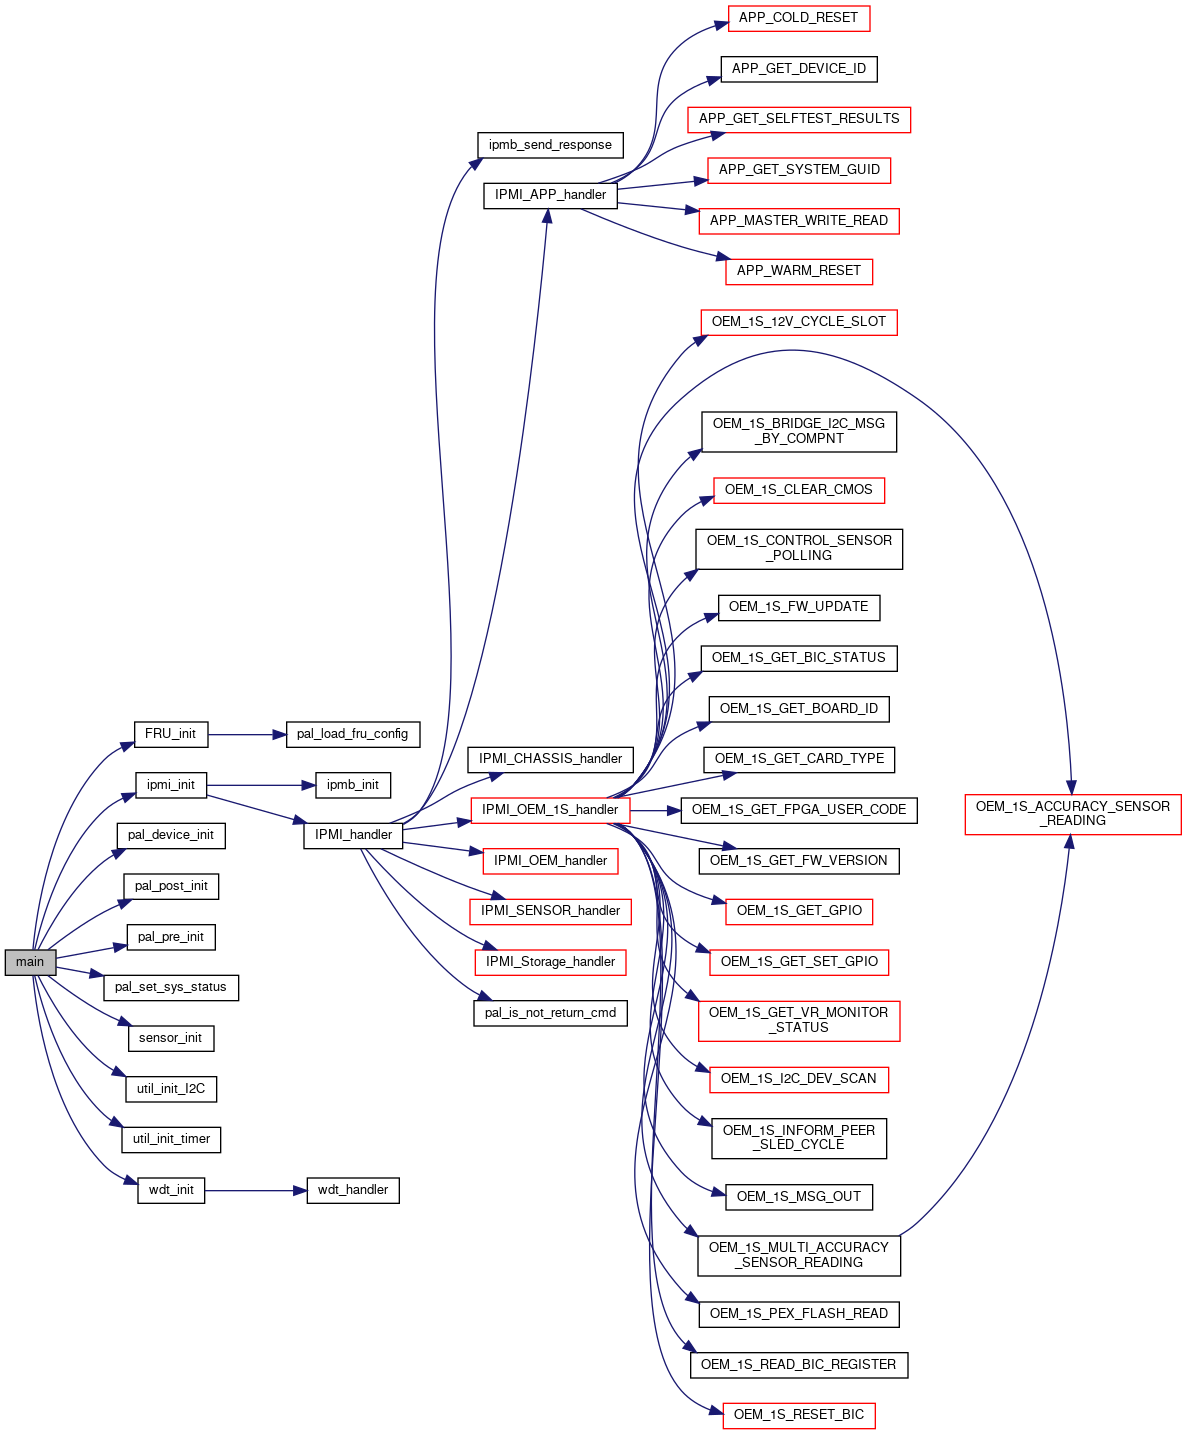 main
FRU_init
ipmi_init
pal_device_init
pal_post_init
pal_pre_init
pal_set_sys_status
sensor_init
util_init_I2C
util_init_timer
wdt_init
pal_load_fru_config
ipmb_init
IPMI_handler
wdt_handler
ipmb_send_response
IPMI_APP_handler
IPMI_CHASSIS_handler
IPMI_OEM_1S_handler
IPMI_OEM_handler
IPMI_SENSOR_handler
IPMI_Storage_handler
pal_is_not_return_cmd
APP_COLD_RESET
APP_GET_DEVICE_ID
APP_GET_SELFTEST_RESULTS
APP_GET_SYSTEM_GUID
APP_MASTER_WRITE_READ
APP_WARM_RESET
OEM_1S_12V_CYCLE_SLOT
OEM_1S_BRIDGE_I2C_MSG
_BY_COMPNT
OEM_1S_CLEAR_CMOS
OEM_1S_CONTROL_SENSOR
_POLLING
OEM_1S_FW_UPDATE
OEM_1S_GET_BIC_STATUS
OEM_1S_GET_BOARD_ID
OEM_1S_GET_CARD_TYPE
OEM_1S_GET_FPGA_USER_CODE
OEM_1S_GET_FW_VERSION
OEM_1S_GET_GPIO
OEM_1S_GET_SET_GPIO
OEM_1S_GET_VR_MONITOR
_STATUS
OEM_1S_I2C_DEV_SCAN
OEM_1S_INFORM_PEER
_SLED_CYCLE
OEM_1S_MSG_OUT
OEM_1S_MULTI_ACCURACY
_SENSOR_READING
OEM_1S_PEX_FLASH_READ
OEM_1S_READ_BIC_REGISTER
OEM_1S_RESET_BIC
OEM_1S_ACCURACY_SENSOR
_READING